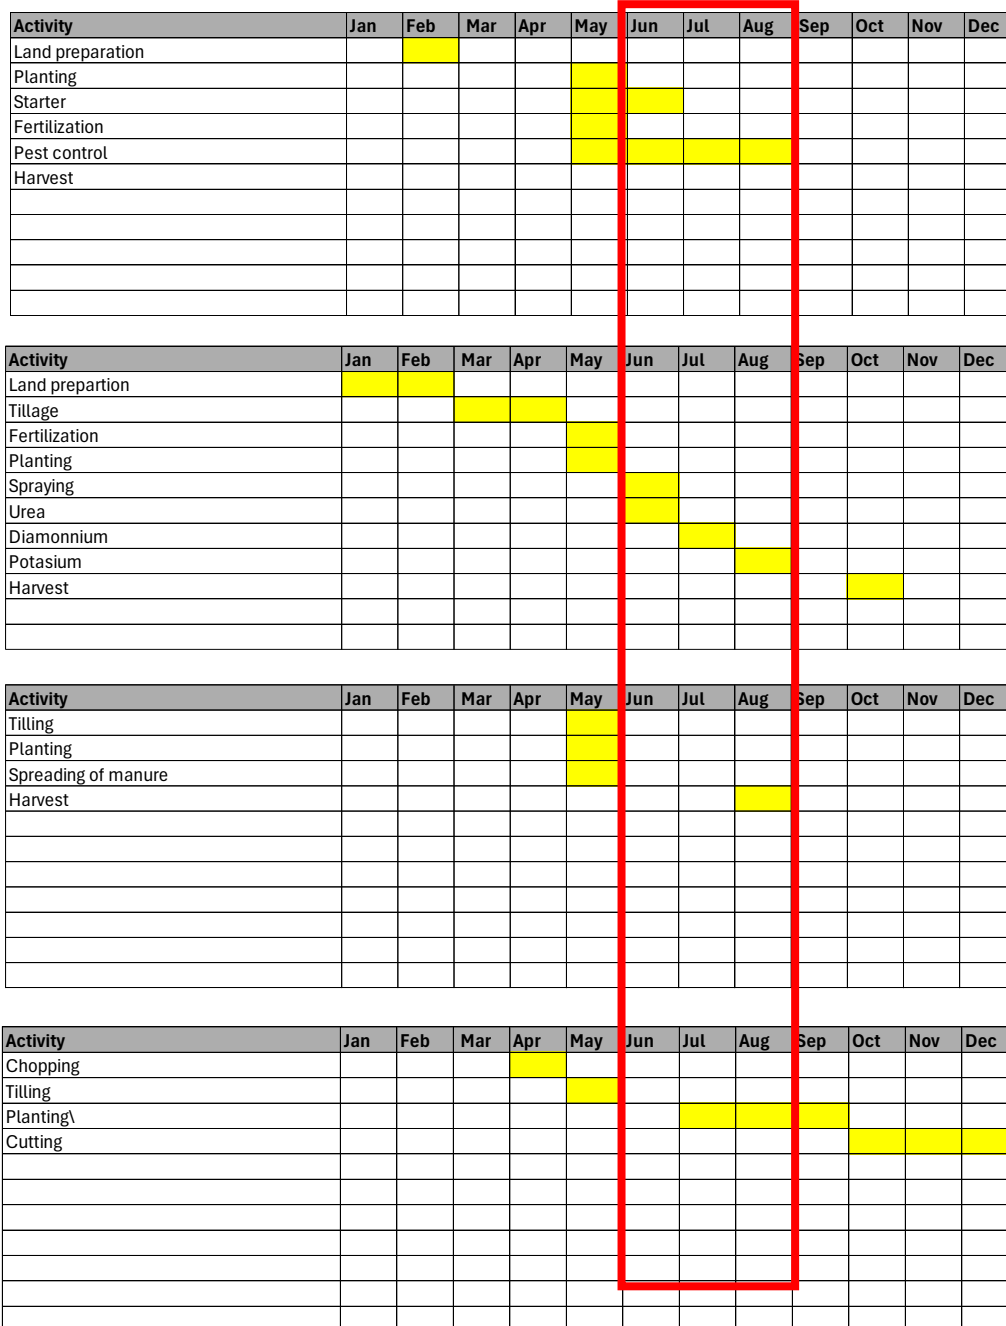 Activity Jan Feb Mar Apr May Jun Jul Aug Sep Oct Nov Dec
Land preparation
Planting
Starter
Fertilization
Pest control
Harvest
Activity Jan Feb Mar Apr May Jun Jul Aug Sep Oct Nov Dec
Land prepartion
Tillage
Fertilization
Planting
Spraying
Urea
Diamonnium
Potasium
Harvest
Activity Jan Feb Mar Apr May Jun Jul Aug Sep Oct Nov Dec
Tilling
Planting
Spreading of manure
Harvest
Activity Jan Feb Mar Apr May Jun Jul Aug Sep Oct Nov Dec
Chopping
Tilling
Planting\
Cutting